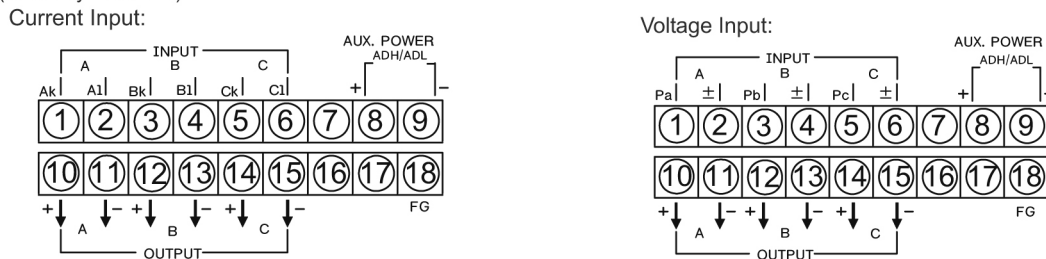 Current Input:
INPUT
A B C
Ak Al Bk Bl Ck Cl
AUX. POWER
ADH/ADL
+ -
1 2 3 4 5 6 7 8 9
10 11 12 13 14 15 16 17 18
+ - + - + -
A B C
OUTPUT
FG
Voltage Input:
INPUT
A B C
Pa ± Pb ± Pc ±
AUX. POWER
ADH/ADL
+ -
1 2 3 4 5 6 7 8 9
10 11 12 13 14 15 16 17 18
+ - + - + -
A B C
OUTPUT
FG